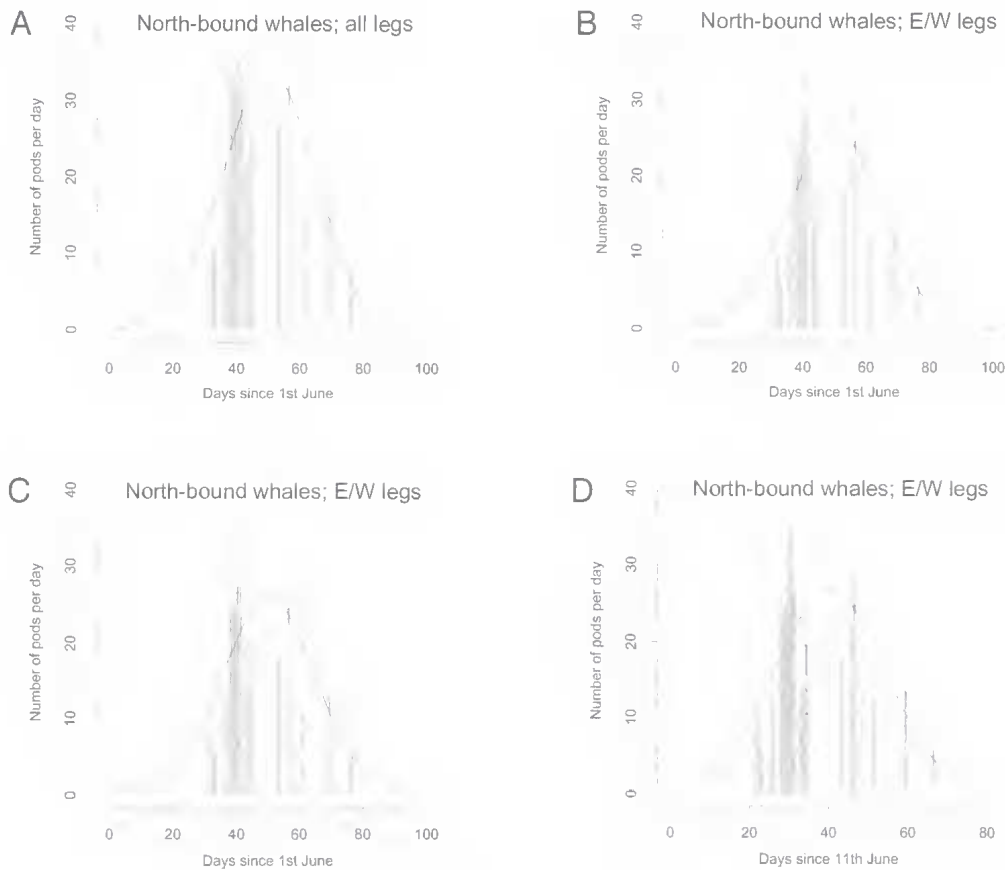 A
North-bound whales; all legs
Number of pods per day
40
30
20
10
0
0 20 40 60 80 100
Days since 1st June
B
North-bound whales; E/W legs
Number of pods per day
40
30
20
10
0
0 20 40 60 80 100
Days since 1st June
C
North-bound whales; E/W legs
Number of pods per day
40
30
20
10
0
0 20 40 60 80 100
Days since 1st June
D
North-bound whales; E/W legs
Number of pods per day
40
30
20
10
0
0 20 40 60 80
Days since 11th June